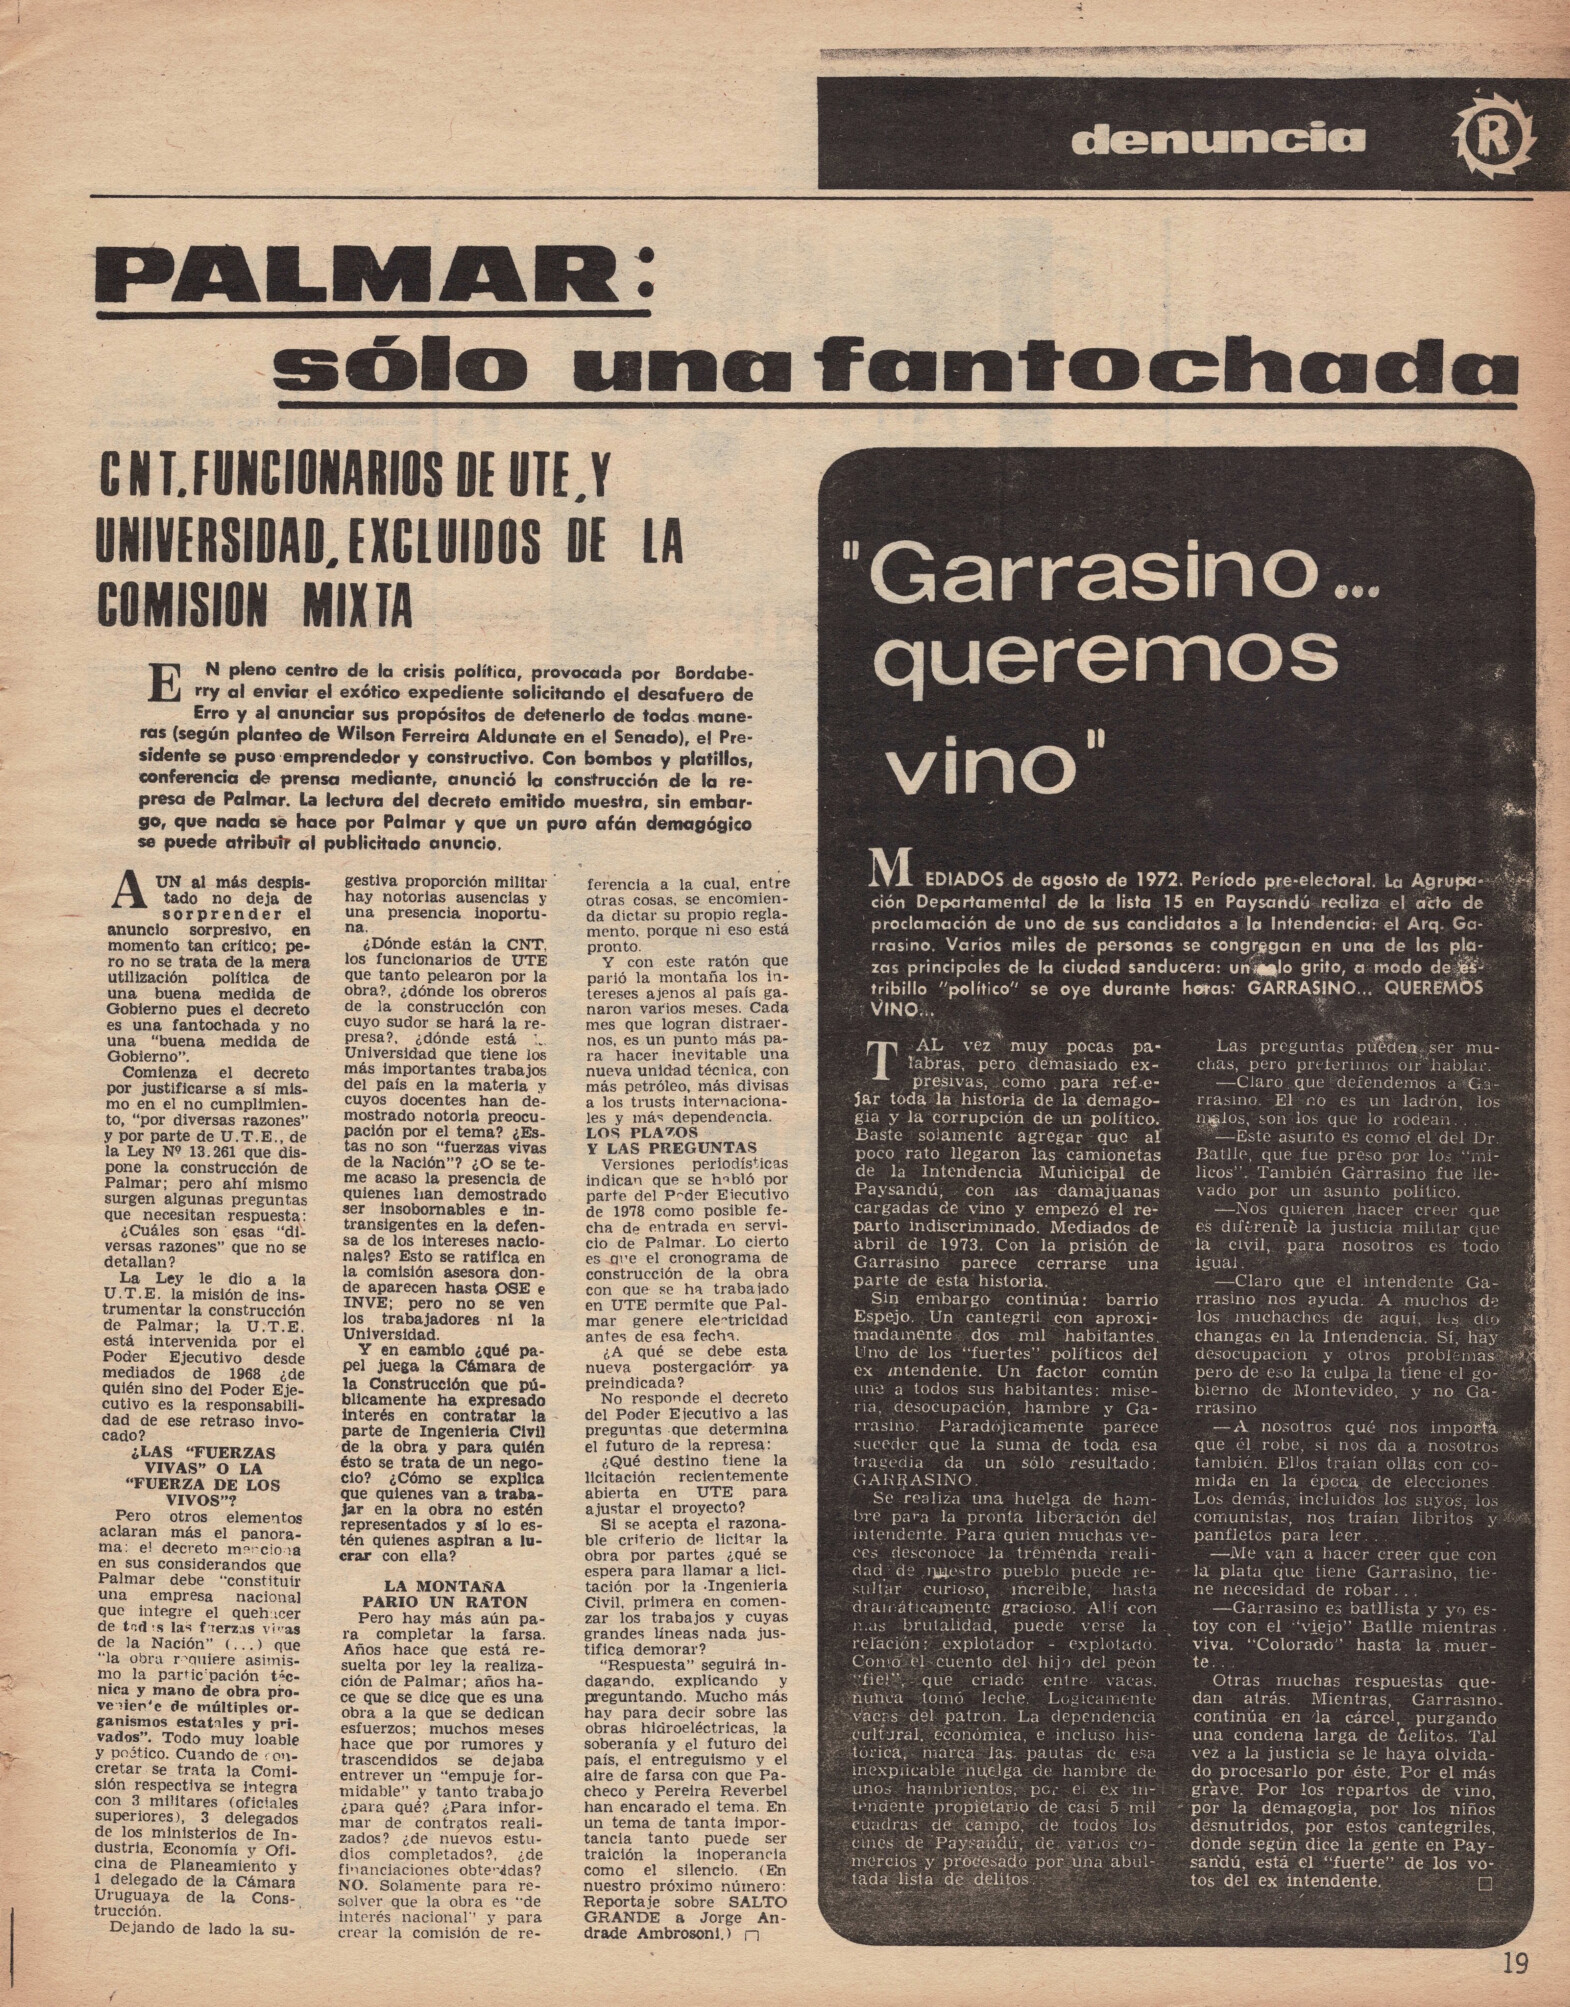 denuncia
R
PALMAR:
sólo una fantochada
CNT, FUNCIONARIOS DE UTE, Y
UNIVERSIDAD, EXCLUIDOS DE LA
COMISION MIXTA
EN pleno centro de la crisis política, provocada por Bordabe-
rry al enviar el exótico expediente solicitando el desafuero de
Erro y al anunciar sus propósitos de detenerlo de todas mane-
ras (según planteo de Wilson Ferreira Aldunate en el Senado), el Pre-
sidente se puso emprendedor y constructivo. Con bombos y platillos,
conferencia de prensa mediante, anunció la construcción de la re-
presa de Palmar. La lectura del decreto emitido muestra, sin embar-
go, que nada se hace por Palmar y que un puro afán demagógico
se puede atribuir al publicitado anuncio.
AUN al más despis-
tado no deja de
sorprender el
anuncio sorpresivo, en
momento tan crítico; pe-
ro no se trata de la mera
utilización política de
una buena medida de
Gobierno pues el decreto
es una fantochada y no
una "buena medida de
Gobierno".
Comienza el decreto
por justificarse a sí mis-
mo en el no cumplimien-
to, "por diversas razones"
y por parte de U.T.E., de
la Ley Nº 13.261 que dis-
pone la construcción de
Palmar; pero ahí mismo
surgen algunas preguntas
que necesitan respuesta:
¿Cuáles son esas "di-
versas razones" que no se
detallan?
La Ley le dio a la
U.T.E. la misión de ins-
trumentar la construcción
de Palmar; la U.T.E.
está intervenida por el
Poder Ejecutivo desde
mediados de 1968 ¿de
quién sino del Poder Eje-
cutivo es la responsabili-
dad de ese retraso invo-
cado?
¿LAS "FUERZAS
VIVAS" O LA
"FUERZA DE LOS
VIVOS"?
Pero otros elementos
aclaran más el panora-
ma: el decreto menciona
en sus considerandos que
Palmar debe "constituir
una empresa nacional
que integre el quehacer
de todas las fuerzas vivas
de la Nación" (...) que
"la obra requiere asimis-
mo la participación téc-
nica y mano de obra pro-
veniente de múltiples or-
ganismos estatales y pri-
vados". Todo muy loable
y poético. Cuando de con-
cretar se trata la Comi-
sión respectiva se integra
con 3 militares (oficiales
superiores), 3 delegados
de los ministerios de In-
dustria, Economía y Ofi-
cina de Planeamiento y
1 delegado de la Cámara
Uruguaya de la Cons-
trucción.
Dejando de lado la su-
gestiva proporción militar
hay notorias ausencias y
una presencia inoportu-
na.
¿Dónde están la CNT,
los funcionarios de UTE
que tanto pelearon por la
obra?, ¿dónde los obreros
de la construcción con
cuyo sudor se hará la re-
presa?, ¿dónde está
Universidad que tiene los
más importantes trabajos
del país en la materia y
cuyos docentes han de-
mostrado notoria preocu-
pación por el tema? ¿Es-
tas no son "fuerzas vivas
de la Nación"? ¿O se te-
me acaso la presencia de
quienes han demostrado
ser insobornables e in-
transigentes en la defen-
sa de los intereses nacio-
nales? Esto se ratifica en
la comisión asesora don-
de aparecen hasta OSE e
INVE; pero no se ven
los trabajadores ni la
Universidad.
Y en cambio ¿qué pa-
pel juega la Cámara de
la Construcción que pú-
blicamente ha expresado
interés en contratar la
parte de Ingeniería Civil
de la obra y para quién
ésto se trata de un nego-
cio? ¿Cómo se explica
que quienes van a traba-
jar en la obra no estén
representados y sí lo es-
tén quienes aspiran a lu-
crar con ella?
LA MONTAÑA
PARIO UN RATON
Pero hay más aún pa-
ra completar la farsa.
Años hace que está re-
suelta por ley la realiza-
ción de Palmar; años ha-
ce que se dice que es una
obra a la que se dedican
esfuerzos; muchos meses
hace que por rumores y
trascendidos se dejaba
entrever un "empuje for-
midable" y tanto trabajo
¿para qué? ¿Para infor-
mar de contratos reali-
zados? ¿de nuevos estu-
dios completados?, ¿de
financiaciones obtenidas?
NO. Solamente para re-
solver que la obra es "de
interés nacional" y para
crear la comisión de re-
ferencia a la cual, entre
otras cosas, se encomien-
da dictar su propio regla-
mento, porque ni eso está
pronto.
Y con este ratón que
parió la montaña los in-
tereses ajenos al país ga-
naron varios meses. Cada
mes que logran distraer-
nos, es un punto más pa-
ra hacer inevitable una
nueva unidad técnica, con
más petróleo, más divisas
a los trusts internaciona-
les y más dependencia.
LOS PLAZOS
Y LAS PREGUNTAS
Versiones periodísticas
indican que se habló por
parte del Poder Ejecutivo
de 1978 como posible fe-
cha de entrada en servi-
cio de Palmar. Lo cierto
es que el cronograma de
construcción de la obra
con que se ha trabajado
en UTE permite que Pal-
mar genere electricidad
antes de esa fecha.
¿A qué se debe esta
nueva postergación ya
preindicada?
No responde el decreto
del Poder Ejecutivo a las
preguntas que determina
el futuro de la represa:
¿Qué destino tiene la
licitación recientemente
abierta en UTE para
ajustar el proyecto?
Si se acepta el razona-
ble criterio de licitar la
obra por partes ¿qué se
espera para llamar a lici-
tación por la Ingeniería
Civil, primera en comen-
zar los trabajos y cuyas
grandes líneas nada jus-
tifica demorar?
"Respuesta" seguirá in-
dagando, explicando y
preguntando. Mucho más
hay para decir sobre las
obras hidroeléctricas, la
soberanía y el futuro del
país, el entreguismo y el
aire de farsa con que Pa-
checo y Pereira Reverbel
han encarado el tema. En
un tema de tanta impor-
tancia tanto puede ser
traición la inoperancia
como el silencio. (En
nuestro próximo número:
Reportaje sobre SALTO
GRANDE a Jorge An-
drade Ambrosoni.)
"Garrasino...
queremos
vino"
MEDIADOS de agosto de 1972. Período pre-electoral. La Agrupa-
ción Departamental de la lista 15 en Paysandú realiza el acto de
proclamación de uno de sus candidatos a la Intendencia: el Arq. Ga-
rrasino. Varios miles de personas se congregan en una de las pla-
zas principales de la ciudad sanducera: un solo grito, a modo de es-
tribillo "político" se oye durante horas: GARRASINO... QUEREMOS
VINO...
TAL vez muy pocas pa-
labras, pero demasiado ex-
presivas, como para refle-
jar toda la historia de la demago-
gia y la corrupción de un político.
Baste solamente agregar que al
poco rato llegaron las camionetas
de la Intendencia Municipal de
Paysandú, con las damajuanas
cargadas de vino y empezó el re-
parto indiscriminado. Mediados de
abril de 1973. Con la prisión de
Garrasino parece cerrarse una
parte de esta historia.
Sin embargo continúa: barrio
Espejo. Un cantegril con aproxi-
madamente dos mil habitantes.
Uno de los "fuertes" políticos del
ex intendente. Un factor común
une a todos sus habitantes: mise-
ria, desocupación, hambre y Ga-
rrasino. Paradójicamente parece
suceder que la suma de toda esa
tragedia da un sólo resultado:
GARRASINO.
Se realiza una huelga de ham-
bre para la pronta liberación del
intendente. Para quien muchas ve-
ces desconoce la tremenda reali-
dad de nuestro pueblo puede re-
sultar curioso, increíble, hasta
dramáticamente gracioso. Allí con
más brutalidad, puede verse la
relación: explotador - explotado.
Como el cuento del hijo del peón
"fiel", que criado entre vacas,
nunca tomó leche. Logicamente
vacas del patron. La dependencia
cultural, económica, e incluso his-
tórica, marca las pautas de esa
inexplicable huelga de hambre de
unos hambrientos, por el ex in-
tendente propietario de casi 5 mil
cuadras de campo, de todos los
cines de Paysandú, de varios co-
mercios y procesado por una abul-
tada lista de delitos.
Las preguntas pueden ser mu-
chas, pero preferimos oír hablar.
—Claro que defendemos a Ga-
rrasino. El no es un ladrón, los
malos, son los que lo rodean...
—Este asunto es como el del Dr.
Batlle, que fue preso por los "mi-
licos". También Garrasino fue lle-
vado por un asunto político.
—Nos quieren hacer creer que
es diferente la justicia militar que
la civil, para nosotros es todo
igual.
—Claro que el intendente Ga-
rrasino nos ayuda. A muchos de
los muchachos de aquí, les dio
changas en la Intendencia. Sí, hay
desocupación y otros problemas
pero de eso la culpa la tiene el go-
bierno de Montevideo, y no Ga-
rrasino
—A nosotros qué nos importa
que él robe, si nos da a nosotros
también. Ellos traían ollas con co-
mida en la época de elecciones
Los demás, incluidos los suyos, los
comunistas, nos traían libritos y
panfletos para leer...
—Me van a hacer creer que con
la plata que tiene Garrasino, tie-
ne necesidad de robar...
—Garrasino es batllista y yo es-
toy con el "viejo" Batlle mientras
viva. "Colorado" hasta la muer-
te...
Otras muchas respuestas que-
dan atrás. Mientras, Garrasino
continúa en la cárcel, purgando
una condena larga de delitos. Tal
vez a la justicia se le haya olvida-
do procesarlo por éste. Por el más
grave. Por los repartos de vino,
por la demagogia, por los niños
desnutridos, por estos cantegriles,
donde según dice la gente en Pay-
sandú, está el "fuerte" de los vo-
tos del ex intendente.
19